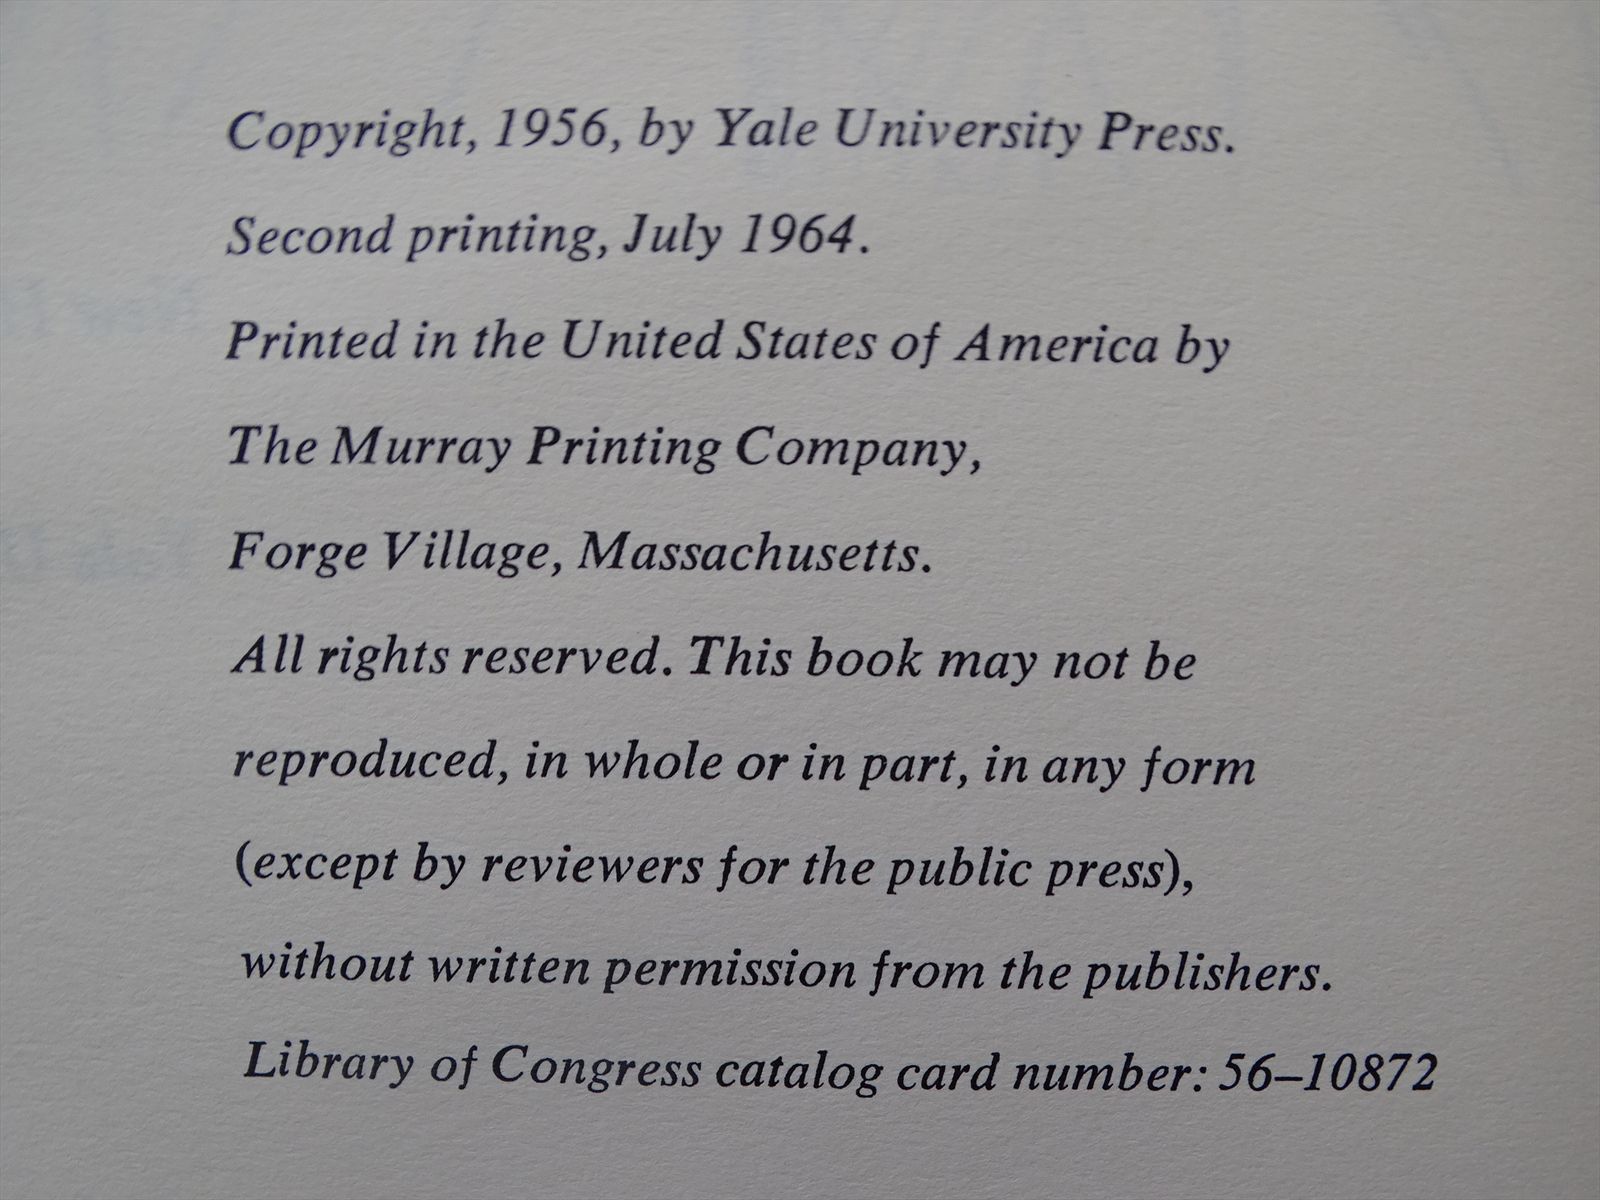 Copyright, 1956, by Yale University Press.
Second printing, July 1964.
Printed in the United States of America by
The Murray Printing Company,
Forge Village, Massachusetts.
All rights reserved. This book may not be
reproduced, in whole or in part, in any form
(except by reviewers for the public press),
without written permission from the publishers.
Library of Congress catalog card number: 56–10872